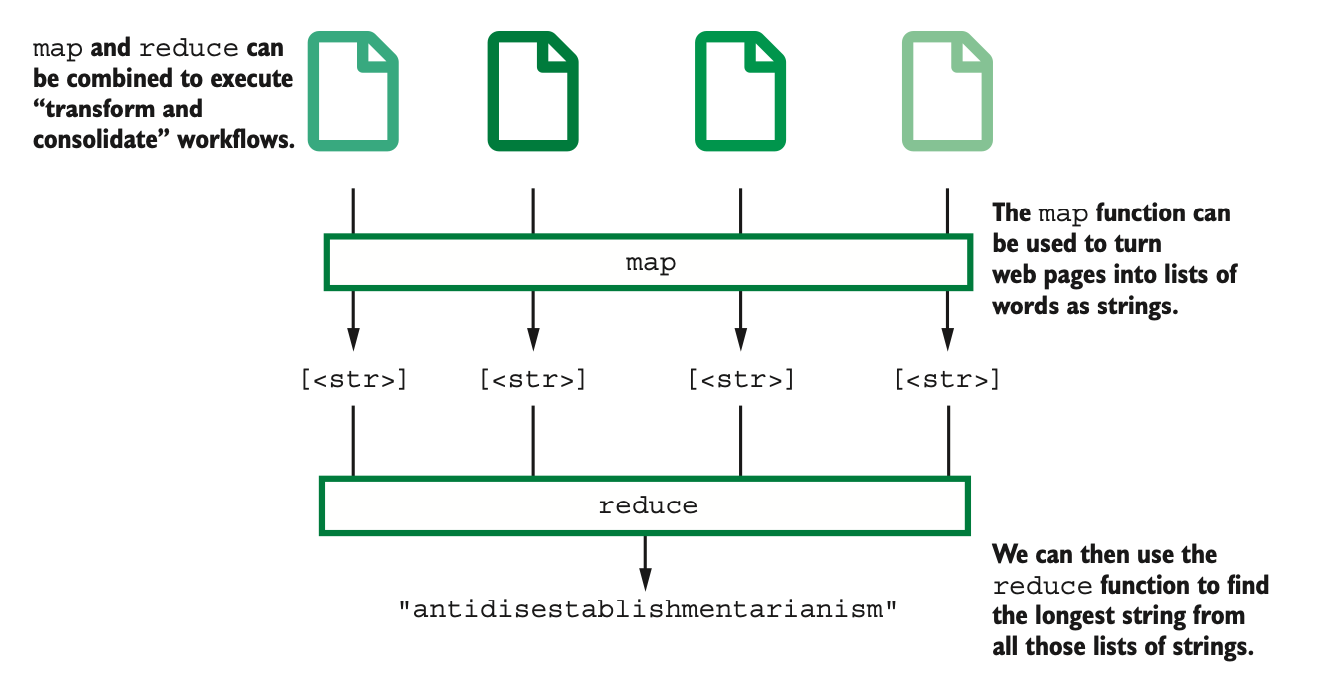 map and reduce can
be combined to execute
“transform and
consolidate” workflows.
The map function can
be used to turn
web pages into lists of
words as strings.
map
[<str>] [<str>] [<str>] [<str>]
reduce
We can then use the
reduce function to find
the longest string from
all those lists of strings.
"antidisestablishmentarianism"